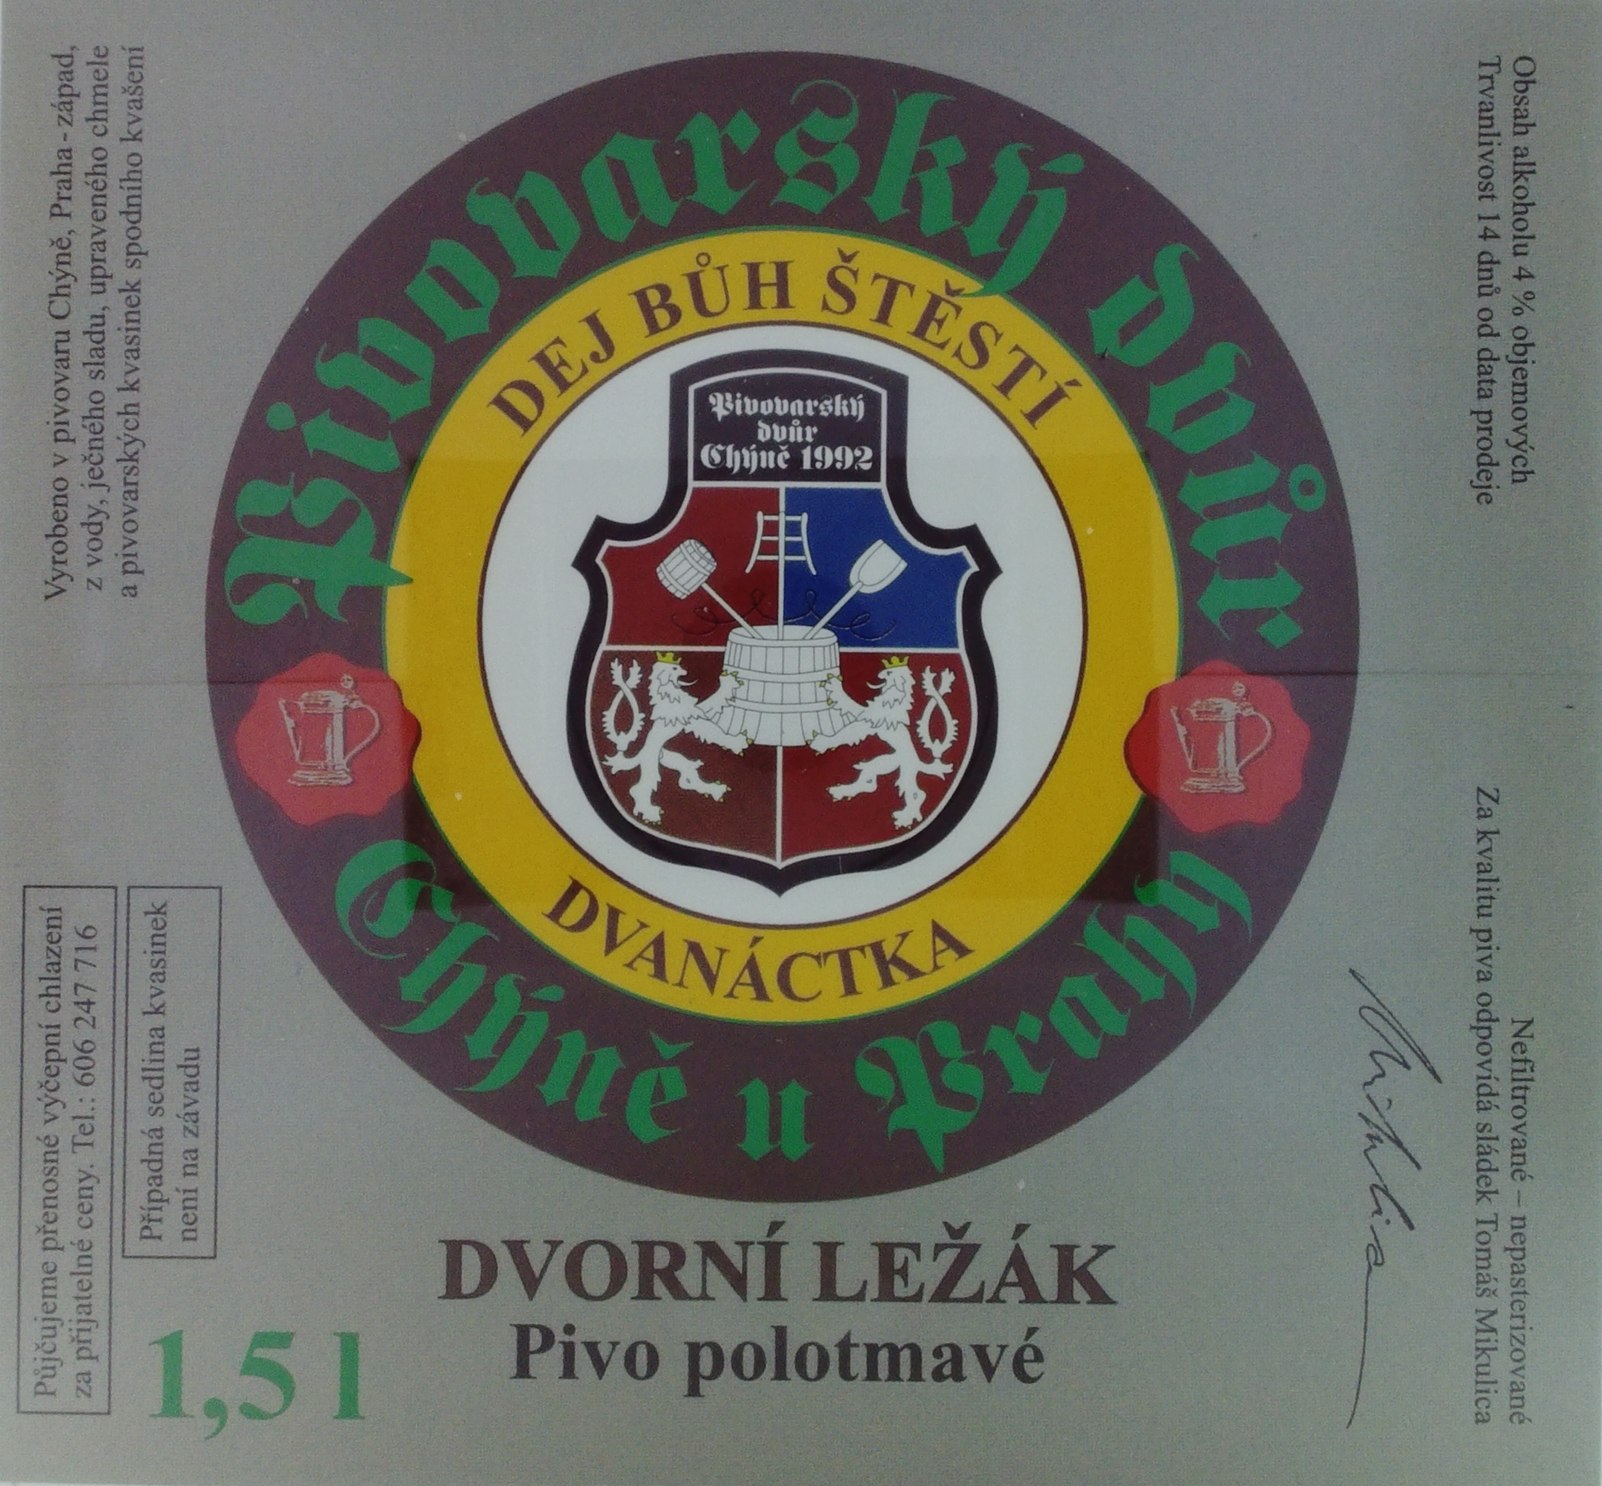 Vyrobeno v pivovaru Chýně, Praha - západ,
z vody, ječného sladu, upraveného chmele
a pivovarských kvasinek spodního kvašení
Pivovarský dvůr
DEJ BŮH ŠTĚSTÍ
Pivovarský
dvůr
Chýně 1992
DVANÁCTKA
Chýně u Prahy
Obsah alkoholu 4 % objemových
Trvanlivost 14 dnů od data prodeje
Nefiltrované – nepasterizované
Za kvalitu piva odpovídá sládek Tomáš Mikulica
Mikulica
Půjčujeme přenosné výčepní chlazení
za přijatelné ceny. Tel.: 606 247 716
Případná sedlina kvasinek
není na závadu
1,5 l
DVORNÍ LEŽÁK
Pivo polotmavé